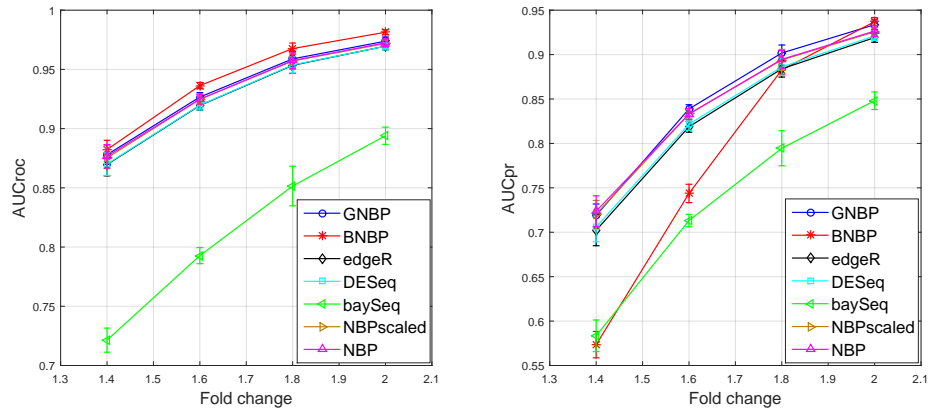 1
0.95
0.9
0.85
0.8
0.75
0.7
AUCroc
1.3 1.4 1.5 1.6 1.7 1.8 1.9 2 2.1
Fold change
GNBP
BNBP
edgeR
DESeq
baySeq
NBPscaled
NBP
0.95
0.9
0.85
0.8
0.75
0.7
0.65
0.6
0.55
AUCpr
1.3 1.4 1.5 1.6 1.7 1.8 1.9 2 2.1
Fold change
GNBP
BNBP
edgeR
DESeq
baySeq
NBPscaled
NBP